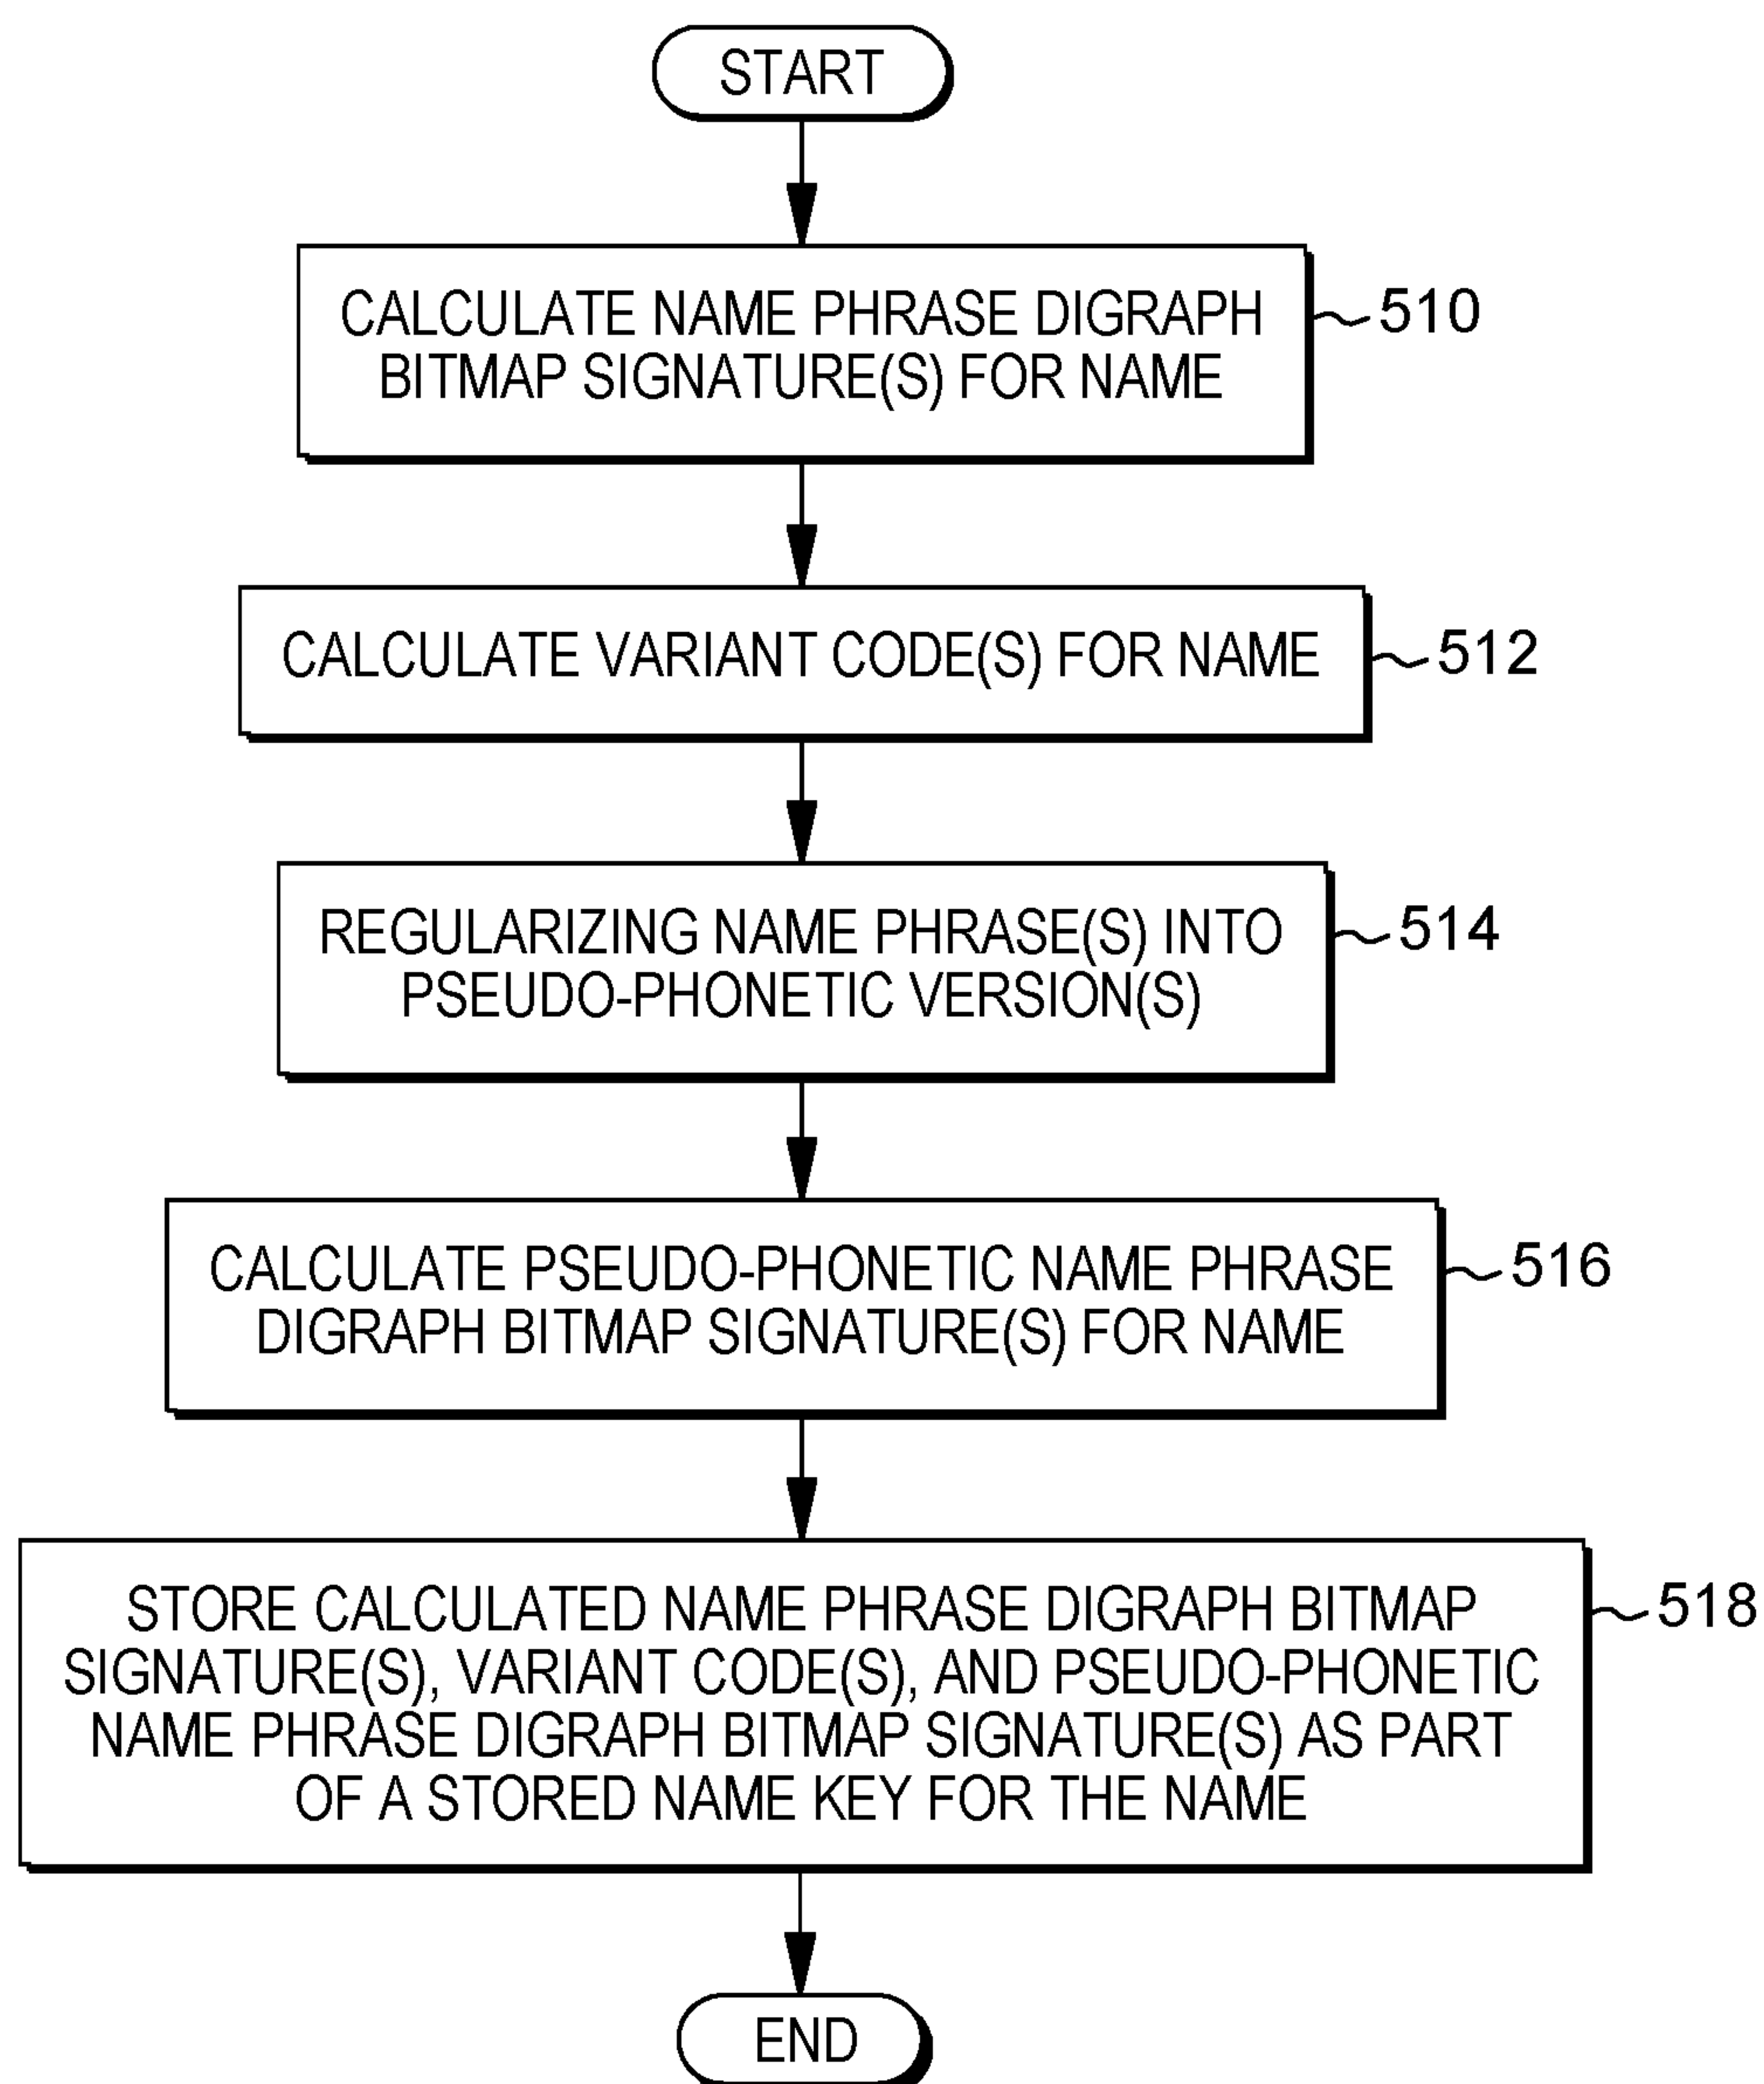 START
CALCULATE NAME PHRASE DIGRAPH
BITMAP SIGNATURE(S) FOR NAME
510
CALCULATE VARIANT CODE(S) FOR NAME
512
REGULARIZING NAME PHRASE(S) INTO
PSEUDO-PHONETIC VERSION(S)
514
CALCULATE PSEUDO-PHONETIC NAME PHRASE
DIGRAPH BITMAP SIGNATURE(S) FOR NAME
516
STORE CALCULATED NAME PHRASE DIGRAPH BITMAP
SIGNATURE(S), VARIANT CODE(S), AND PSEUDO-PHONETIC
NAME PHRASE DIGRAPH BITMAP SIGNATURE(S) AS PART
OF A STORED NAME KEY FOR THE NAME
518
END